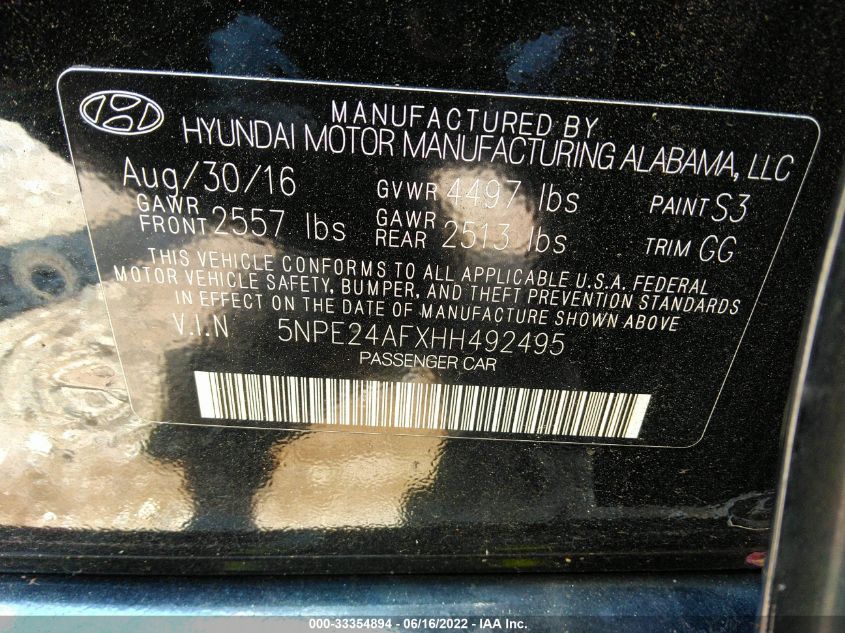 MANUFACTURED BY
HYUNDAI MOTOR MANUFACTURING ALABAMA, LLC
Aug/30/16 GVWR 4497 lbs PAINT S3
GAWR FRONT 2557 lbs GAWR REAR 2513 lbs TRIM GG
THIS VEHICLE CONFORMS TO ALL APPLICABLE U.S.A. FEDERAL
MOTOR VEHICLE SAFETY, BUMPER, AND THEFT PREVENTION STANDARDS
IN EFFECT ON THE DATE OF MANUFACTURE SHOWN ABOVE
V.I.N 5NPE24AFXHH492495
PASSENGER CAR
000-33354894 - 06/16/2022 - IAA Inc.